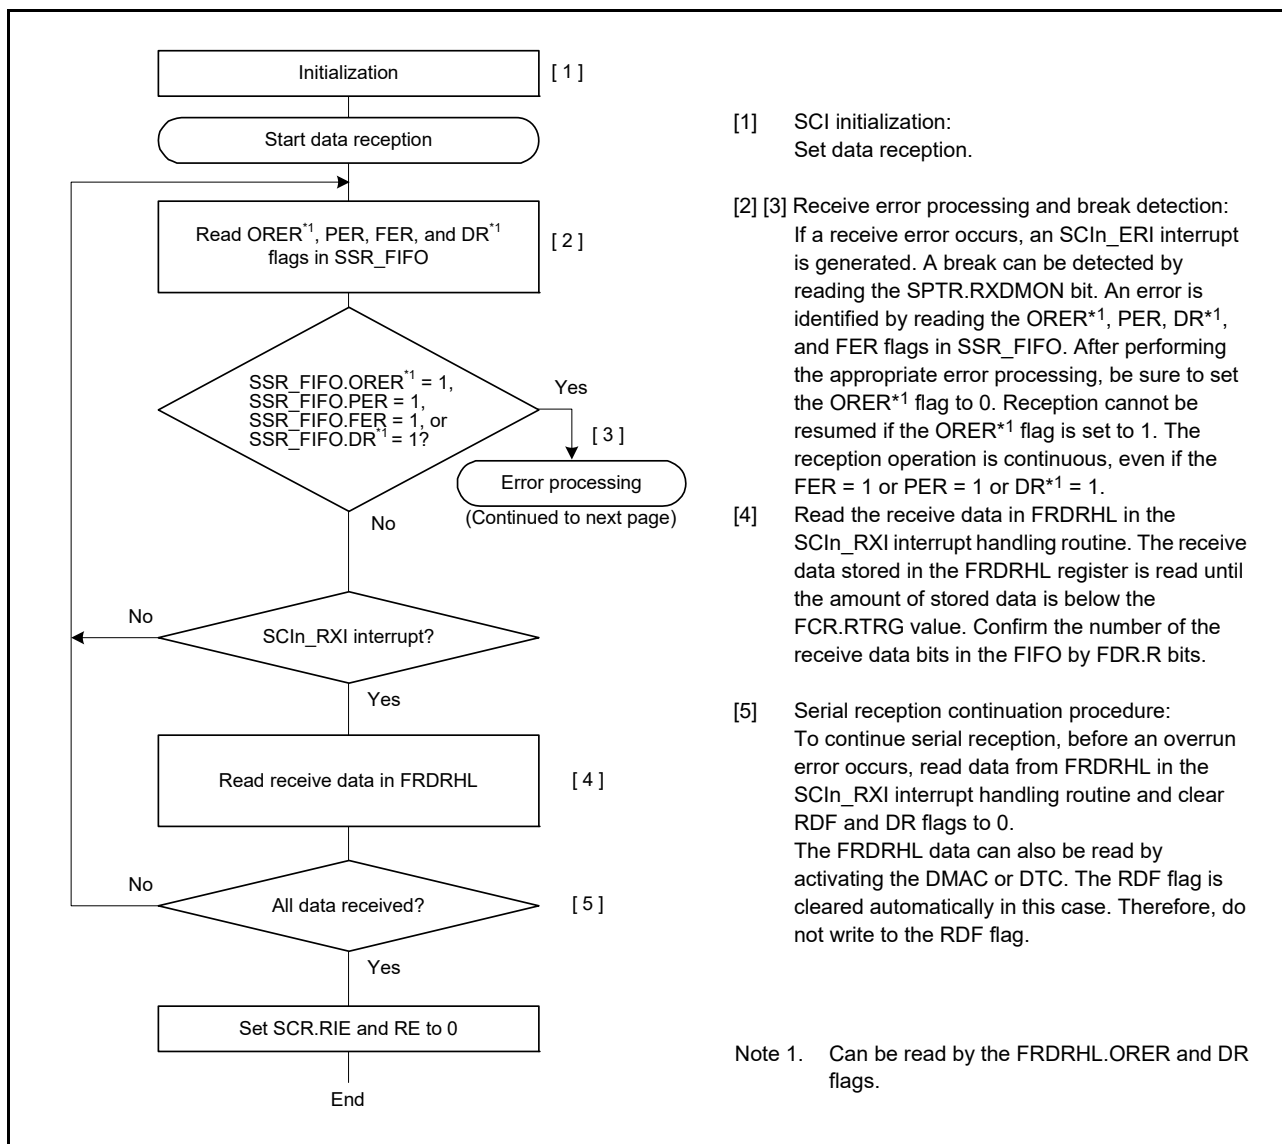 Initialization
[ 1 ]
Start data reception
Read ORER*1, PER, FER, and DR*1
flags in SSR_FIFO
[ 2 ]
SSR_FIFO.ORER*1 = 1,
SSR_FIFO.PER = 1,
SSR_FIFO.FER = 1, or
SSR_FIFO.DR*1 = 1?
Yes
[ 3 ]
Error processing
(Continued to next page)
No
SCIn_RXI interrupt?
No
Yes
Read receive data in FRDRHL
[ 4 ]
No
All data received?
[ 5 ]
Yes
Set SCR.RIE and RE to 0
End
[1] SCI initialization:
Set data reception.
[2] [3] Receive error processing and break detection:
If a receive error occurs, an SCIn_ERI interrupt
is generated. A break can be detected by
reading the SPTR.RXDMON bit. An error is
identified by reading the ORER*1, PER, DR*1,
and FER flags in SSR_FIFO. After performing
the appropriate error processing, be sure to set
the ORER*1 flag to 0. Reception cannot be
resumed if the ORER*1 flag is set to 1. The
reception operation is continuous, even if the
FER = 1 or PER = 1 or DR*1 = 1.
[4] Read the receive data in FRDRHL in the
SCIn_RXI interrupt handling routine. The receive
data stored in the FRDRHL register is read until
the amount of stored data is below the
FCR.RTRG value. Confirm the number of the
receive data bits in the FIFO by FDR.R bits.
[5] Serial reception continuation procedure:
To continue serial reception, before an overrun
error occurs, read data from FRDRHL in the
SCIn_RXI interrupt handling routine and clear
RDF and DR flags to 0.
The FRDRHL data can also be read by
activating the DMAC or DTC. The RDF flag is
cleared automatically in this case. Therefore, do
not write to the RDF flag.
Note 1. Can be read by the FRDRHL.ORER and DR
flags.